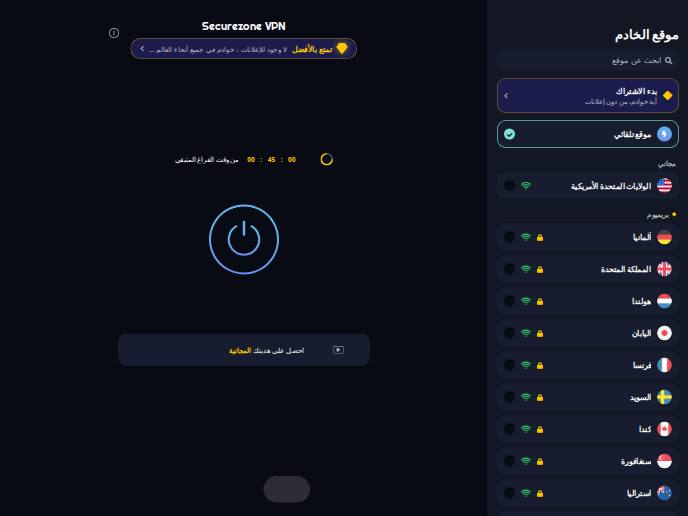 Securezone VPN
تمتع بالأفضل لا وجود للإعلانات ، خوادم في جميع أنحاء العالم ...
00 : 45 : 00 من وقت الفراغ المتبقي
احصل على هديتك المجانية
موقع الخادم
ابحث عن موقع
بدء الاشتراك
أية خوادم، من دون إعلانات
موقع تلقائي
مجاني
الولايات المتحدة الأمريكية
بريميوم
ألمانيا
المملكة المتحدة
هولندا
اليابان
فرنسا
السويد
كندا
سنغافورة
استراليا